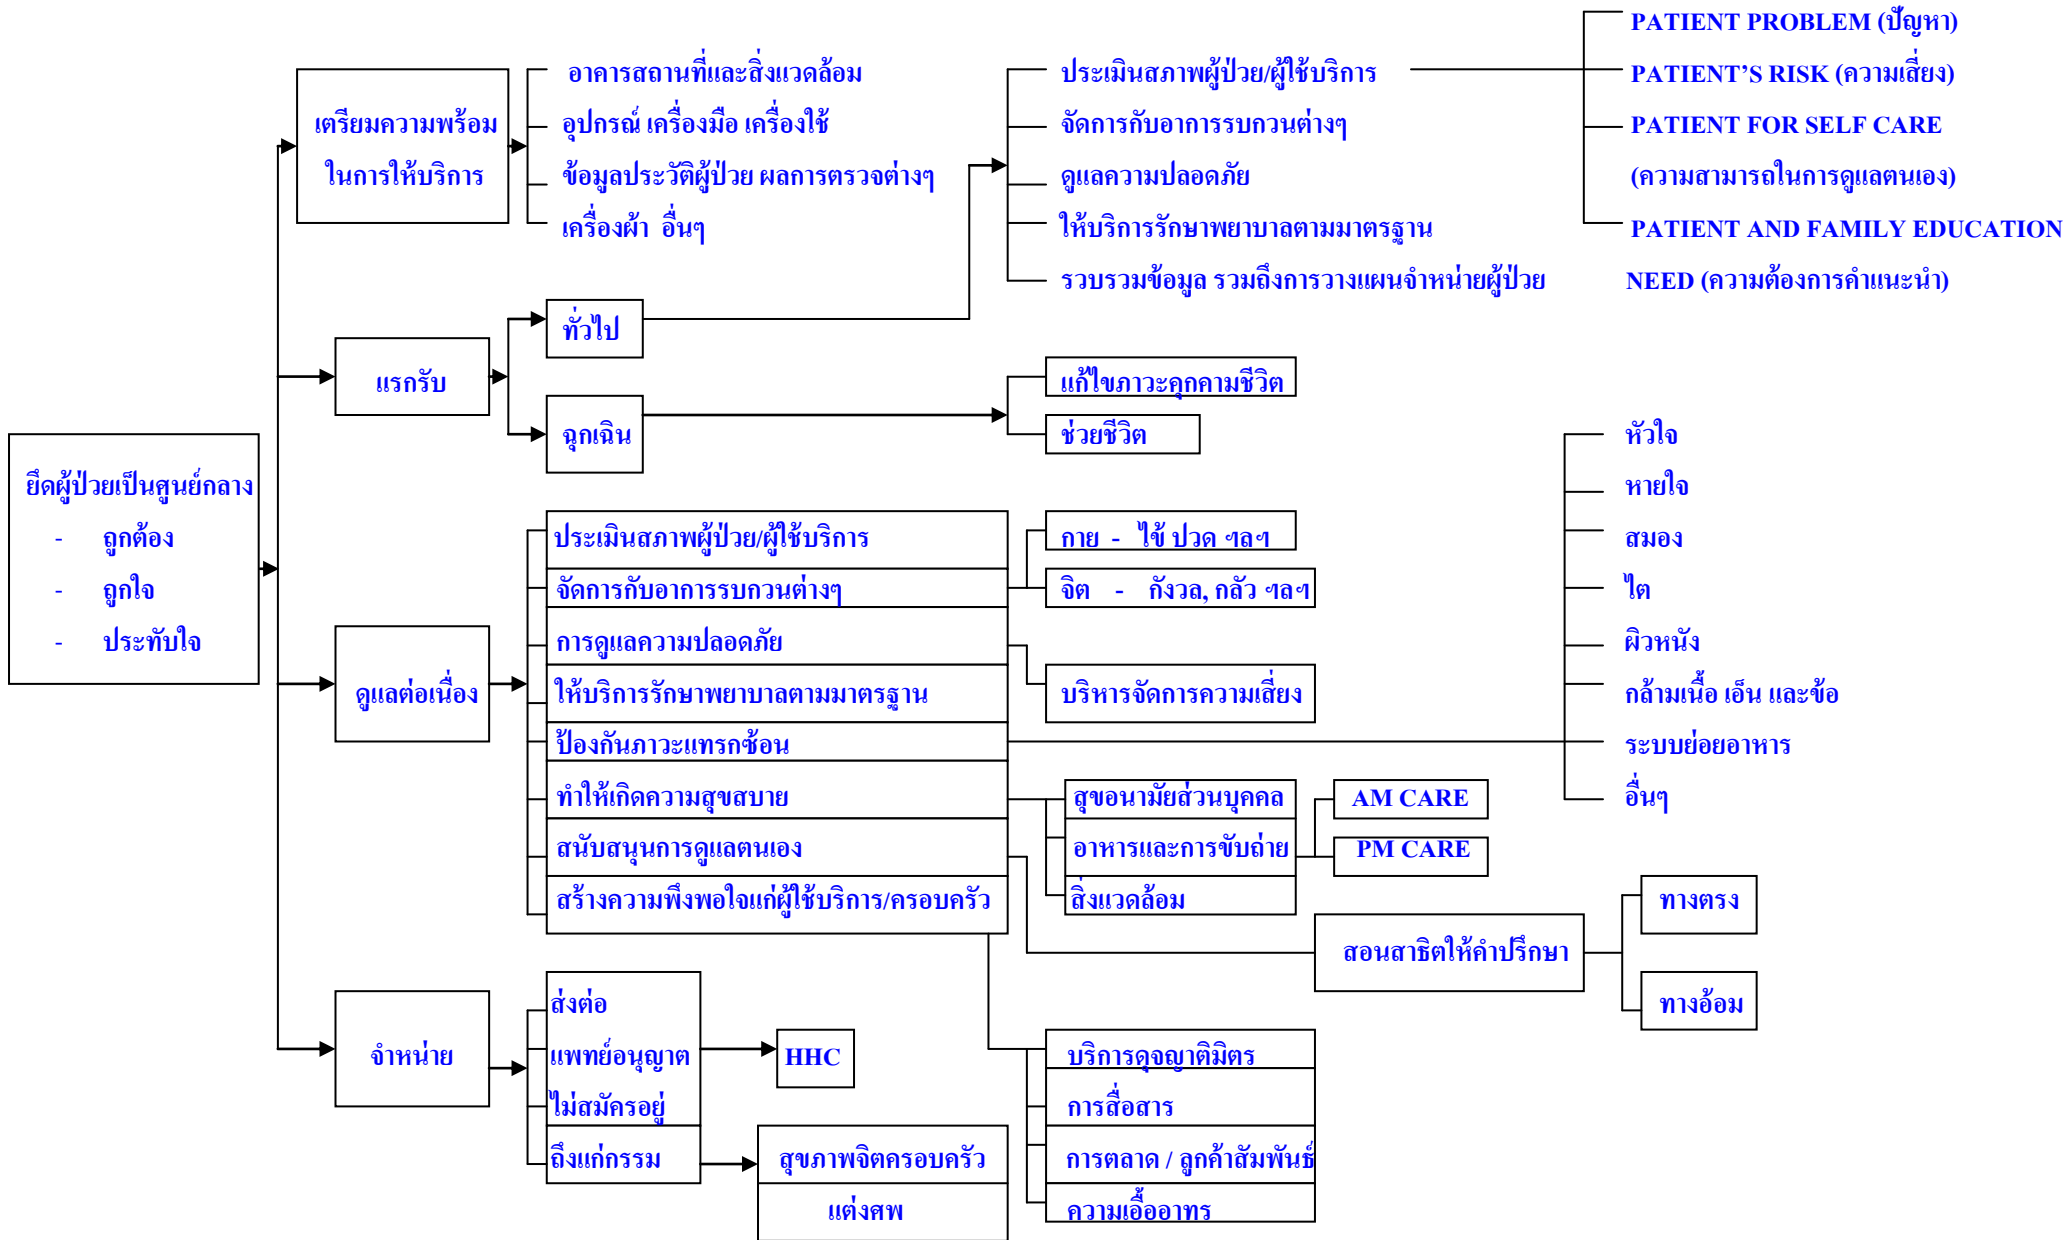 ยึดผู้ป่วยเป็นศูนย์กลาง
- ถูกต้อง
- ถูกใจ
- ประทับใจ
เตรียมความพร้อม
ในการให้บริการ
อาคารสถานที่และสิ่งแวดล้อม
อุปกรณ์ เครื่องมือ เครื่องใช้
ข้อมูลประวัติผู้ป่วย ผลการตรวจต่างๆ
เครื่องผ้า อื่นๆ
แรกรับ
ทั่วไป
ฉุกเฉิน
ประเมินสภาพผู้ป่วย/ผู้ใช้บริการ
จัดการกับอาการรบกวนต่างๆ
ดูแลความปลอดภัย
ให้บริการรักษาพยาบาลตามมาตรฐาน
รวบรวมข้อมูล รวมถึงการวางแผนจำหน่ายผู้ป่วย
PATIENT PROBLEM (ปัญหา)
PATIENT'S RISK (ความเสี่ยง)
PATIENT FOR SELF CARE
(ความสามารถในการดูแลตนเอง)
PATIENT AND FAMILY EDUCATION
NEED (ความต้องการคำแนะนำ)
แก้ไขภาวะคุกคามชีวิต
ช่วยชีวิต
ดูแลต่อเนื่อง
ประเมินสภาพผู้ป่วย/ผู้ใช้บริการ
จัดการกับอาการรบกวนต่างๆ
การดูแลความปลอดภัย
ให้บริการรักษาพยาบาลตามมาตรฐาน
ป้องกันภาวะแทรกซ้อน
ทำให้เกิดความสุขสบาย
สนับสนุนการดูแลตนเอง
สร้างความพึงพอใจแก่ผู้ใช้บริการ/ครอบครัว
กาย - ไข้ ปวด ฯลฯ
จิต - กังวล, กลัว ฯลฯ
บริหารจัดการความเสี่ยง
หัวใจ
หายใจ
สมอง
ไต
ผิวหนัง
กล้ามเนื้อ เอ็น และข้อ
ระบบย่อยอาหาร
อื่นๆ
สุขอนามัยส่วนบุคคล
อาหารและการขับถ่าย
สิ่งแวดล้อม
AM CARE
PM CARE
สอนสาธิตให้คำปรึกษา
ทางตรง
ทางอ้อม
บริการดุจญาติมิตร
การสื่อสาร
การตลาด / ลูกค้าสัมพันธ์
ความเอื้ออาทร
จำหน่าย
ส่งต่อ
แพทย์อนุญาต
ไม่สมัครอยู่
ถึงแก่กรรม
HHC
สุขภาพจิตครอบครัว
แต่งศพ